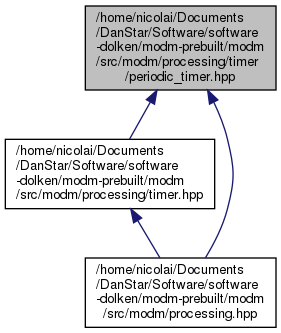 /home/nicolai/Documents
/DanStar/Software/software
-dolken/modm-prebuilt/modm
/src/modm/processing/timer
/periodic_timer.hpp
/home/nicolai/Documents
/DanStar/Software/software
-dolken/modm-prebuilt/modm
/src/modm/processing/timer.hpp
/home/nicolai/Documents
/DanStar/Software/software
-dolken/modm-prebuilt/modm
/src/modm/processing.hpp